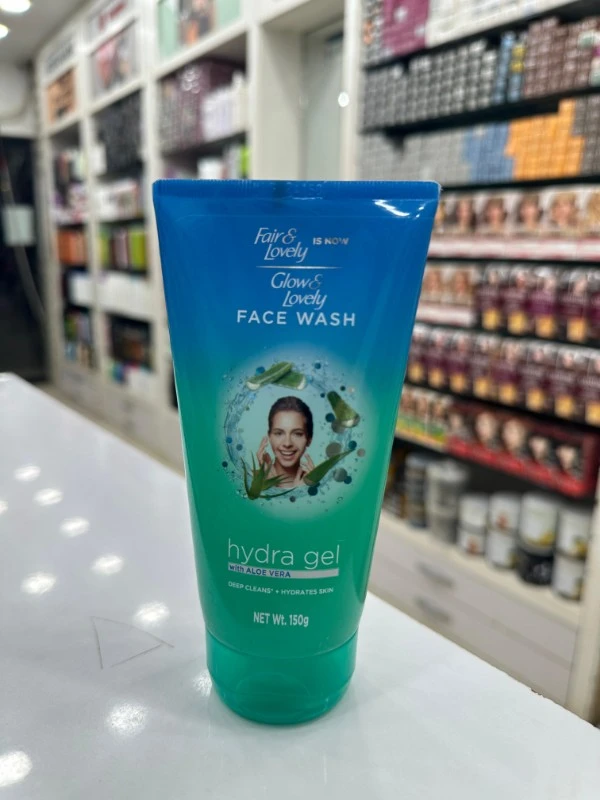 Fair &
Lovely
IS NOW
Glow &
Lovely
FACE WASH
hydra gel
with ALOE VERA
DEEP CLEANS* + HYDRATES SKIN
NET Wt. 150g